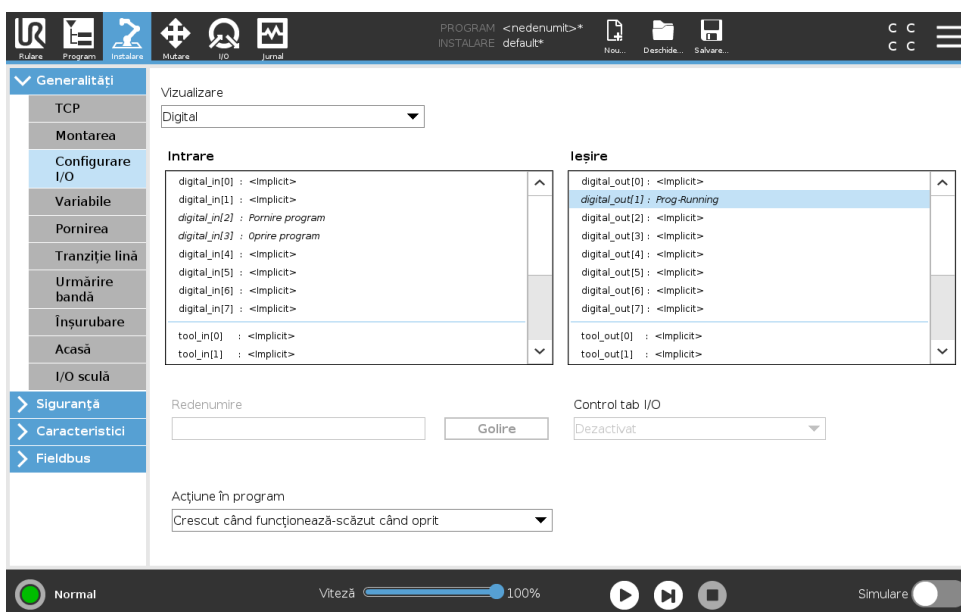 UR
PROGRAM <nedenumit>*
INSTALARE default*
Rulare Program Instalare Mutare I/O Jurnal
Nou... Deschide... Salvare...
C C
C C
Generalități
TCP
Montarea
Configurare
I/O
Variabile
Pornirea
Tranziție lină
Urmărire
bandă
Înșurubare
Acasă
I/O sculă
Siguranță
Caracteristici
Fieldbus
Vizualizare
Digital
Intrare
digital_in[0] : <Implicit>
digital_in[1] : <Implicit>
digital_in[2] : Pornire program
digital_in[3] : Oprire program
digital_in[4] : <Implicit>
digital_in[5] : <Implicit>
digital_in[6] : <Implicit>
digital_in[7] : <Implicit>
tool_in[0] : <Implicit>
tool_in[1] : <Implicit>
Ieșire
digital_out[0] : <Implicit>
digital_out[1] : Prog-Running
digital_out[2] : <Implicit>
digital_out[3] : <Implicit>
digital_out[4] : <Implicit>
digital_out[5] : <Implicit>
digital_out[6] : <Implicit>
digital_out[7] : <Implicit>
tool_out[0] : <Implicit>
tool_out[1] : <Implicit>
Redenumire
Golire
Control tab I/O
Dezactivat
Acțiune în program
Crescut când funcționează-scăzut când oprit
Normal
Viteză 100%
Simulare